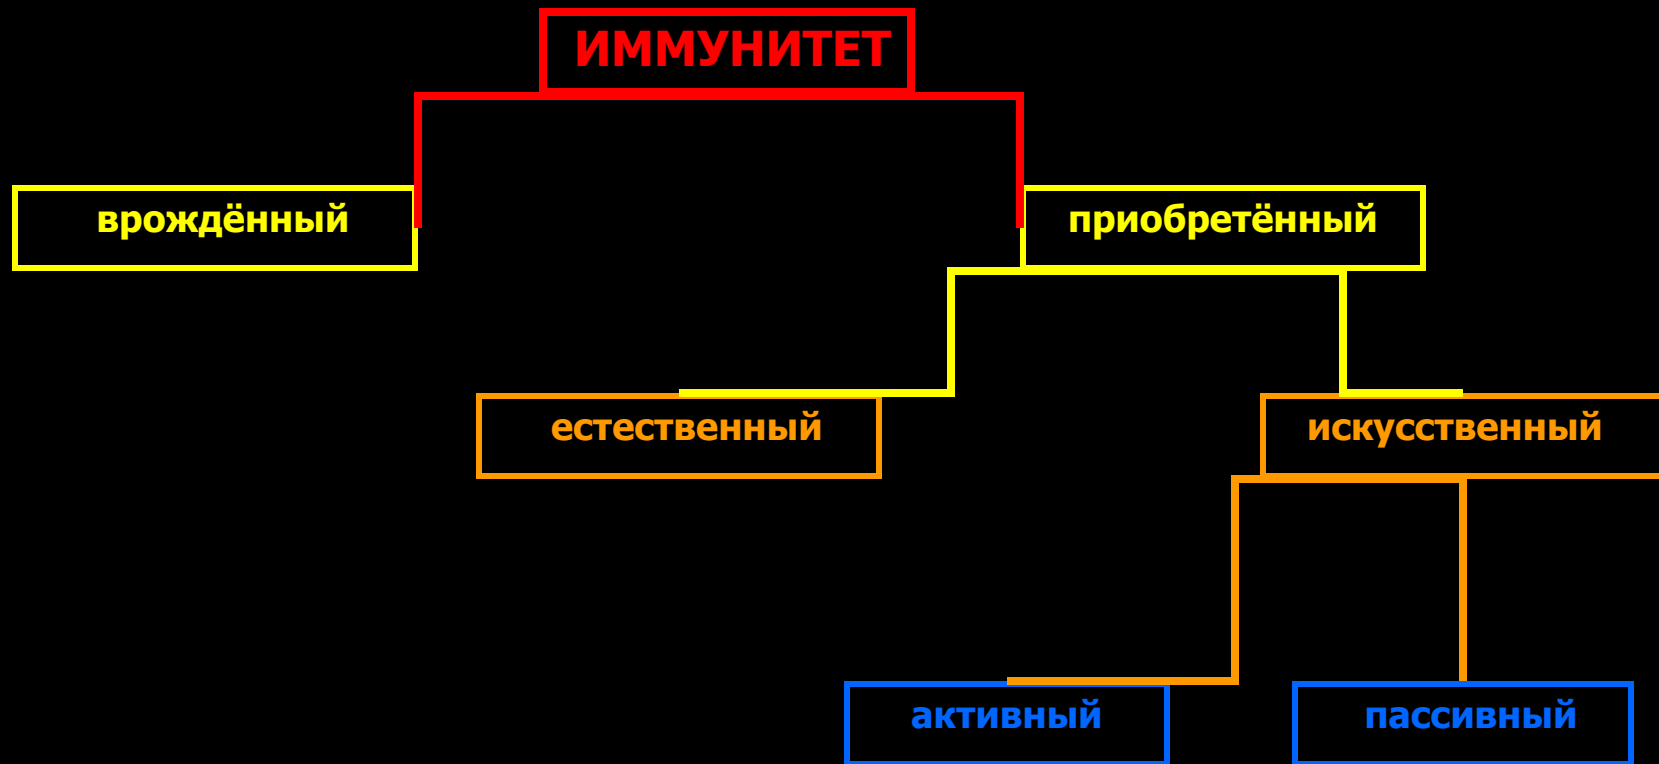 ИММУНИТЕТ
врождённый
приобретённый
естественный
искусственный
активный
пассивный